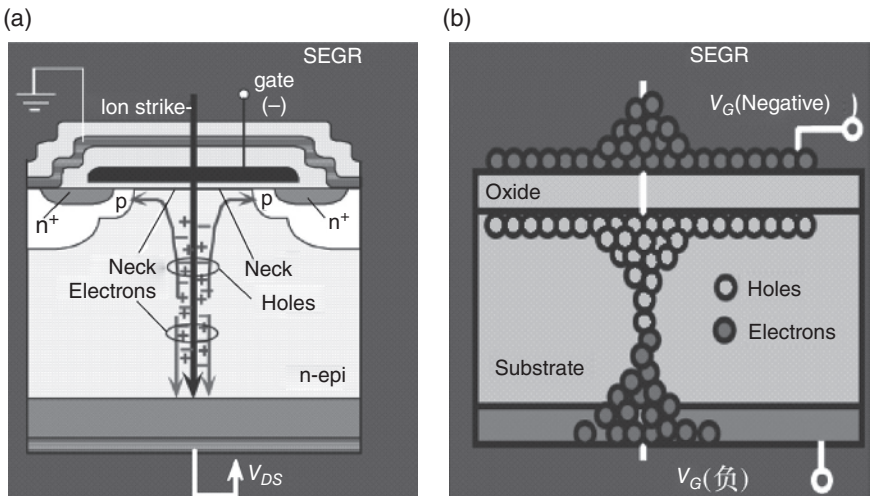 (a)
SEGR
gate
(–)
Ion strike-
n+
p
p
n+
Neck
Neck
Electrons
Holes
n-epi
VDS
(b)
SEGR
VG(Negative)
Oxide
Holes
Electrons
Substrate
VG(负)